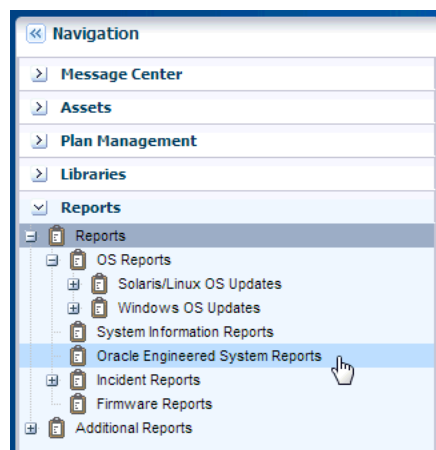 Navigation
Message Center
Assets
Plan Management
Libraries
Reports
Reports
OS Reports
Solaris/Linux OS Updates
Windows OS Updates
System Information Reports
Oracle Engineered System Reports
Incident Reports
Firmware Reports
Additional Reports